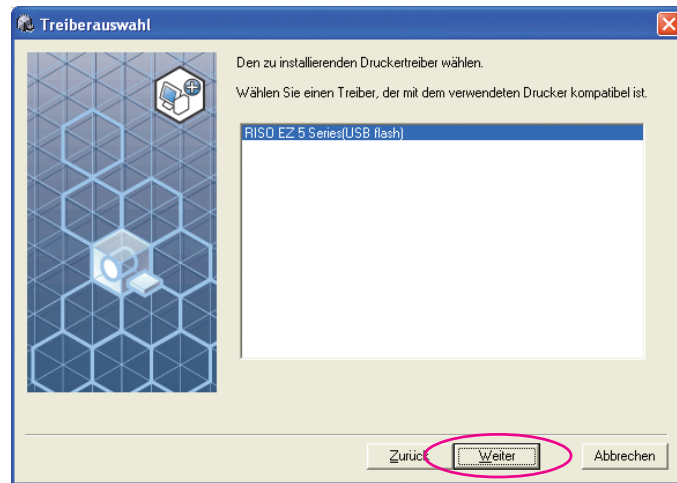 Treiberauswahl
Den zu installierenden Druckertreiber wählen.
Wählen Sie einen Treiber, der mit dem verwendeten Drucker kompatibel ist.
RISO EZ 5 Series(USB flash)
Zurück Weiter Abbrechen